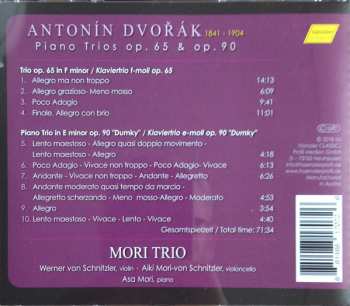 ANTONÍN DVOŘÁK 1841 - 1904
Piano Trios op. 65 & op. 90
Trio op. 65 in F minor / Klaviertrio f-moll op. 65
1. Allegro ma non troppo 14:13
2. Allegro grazioso- Meno mosso 6:09
3. Poco Adagio 9:41
4. Finale. Allegro con brio 11:01
Piano Trio in E minor op. 90 "Dumky" / Klaviertrio e-moll op. 90 "Dumky"
5. Lento maestoso - Allegro quasi doppio movimento -
Lento maestoso - Allegro 4:18
6. Poco Adagio - Vivace non troppo - Poco Adagio- Vivace 6:13
7. Andante - Vivace non troppo - Andante - Allegretto 6:26
8. Andante moderato quasi tempo da marcia -
Allegretto scherzando - Meno mosso-Allegro - Moderato
9. Allegro 3:54
10. Lento maestoso - Vivace - Lento - Vivace 4:40
Gesamtspielzeit / Total time: 71:34
MORI TRIO
Werner von Schnitzler, violin - Aiki Mori-von Schnitzler, violoncello
Asa Mori, piano